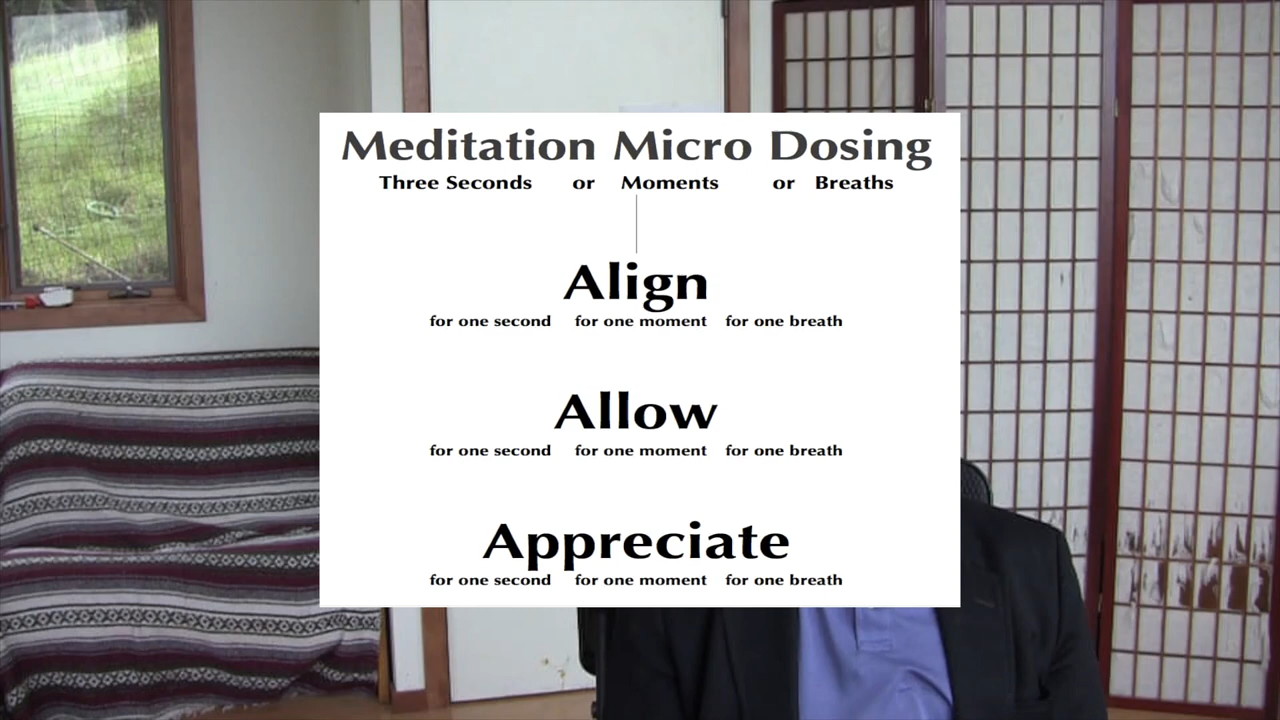 Meditation Micro Dosing
Three Seconds or Moments or Breaths
Align
for one second for one moment for one breath
Allow
for one second for one moment for one breath
Appreciate
for one second for one moment for one breath